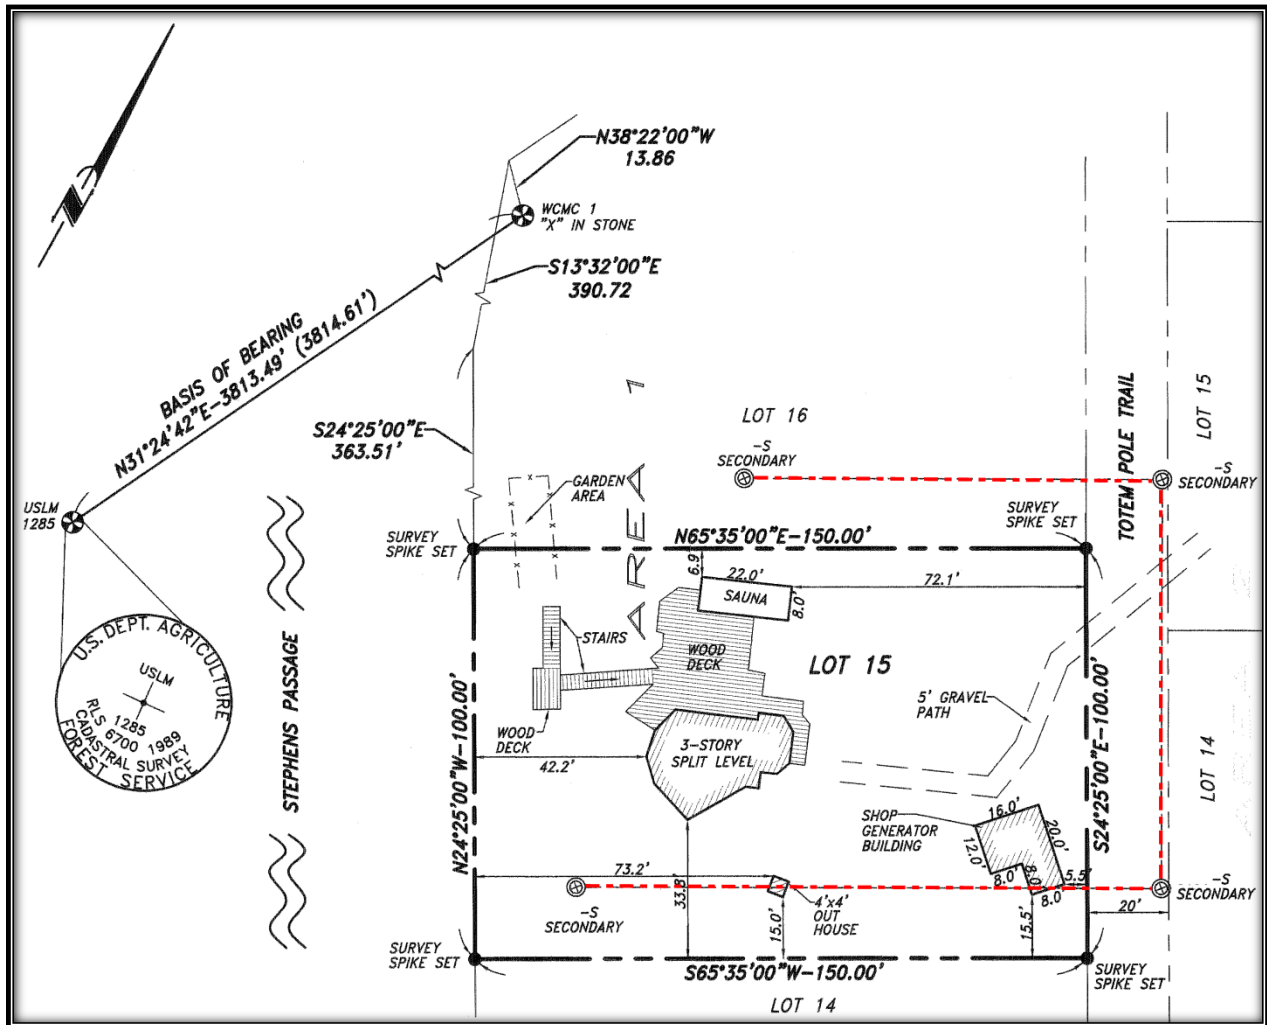 N
N38°22'00"W
13.86
WCMC 1
"X" IN STONE
S13°32'00"E
390.72
BASIS OF BEARING
N31°24'42"E-3813.49' (3814.61')
S24°25'00"E
363.51'
AREA 7
LOT 16
-S
SECONDARY
-S
SECONDARY
TOTEM POLE TRAIL
LOT 15
GARDEN
AREA
USLM
1285
SURVEY
SPIKE SET
SURVEY
SPIKE SET
N65°35'00"E-150.00'
6.9'
22.0'
SAUNA
8.0'
72.1'
STAIRS
WOOD
DECK
LOT 15
U.S. DEPT. AGRICULTURE
USLM
1285
RLS 6700 1989
CADASTRAL SURVEY
FOREST SERVICE
STEPHENS PASSAGE
N24°25'00"W-100.00'
WOOD
DECK
42.2'
3-STORY
SPLIT LEVEL
5' GRAVEL
PATH
S24°25'00"E-100.00'
LOT 14
SHOP
GENERATOR
BUILDING
16.0'
20.0'
12.0'
8.0'
8.0'
8.0'
5.5'
73.2'
33.8'
-S
SECONDARY
4'x4'
OUT
HOUSE
15.0'
15.5'
20'
-S
SECONDARY
SURVEY
SPIKE SET
S65°35'00"W-150.00'
SURVEY
SPIKE SET
LOT 14